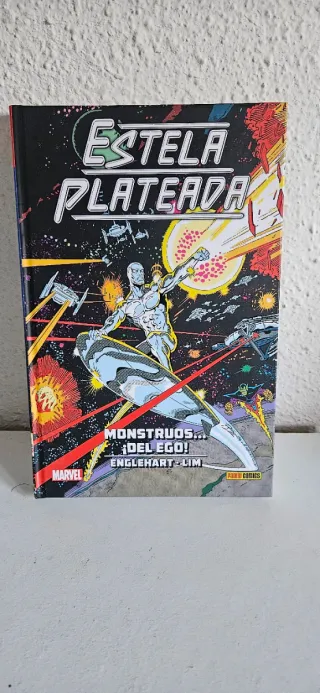 ESTELA
PLATEADA
MONSTRUOS...
¡DEL EGO!
ENGLEHART - LIM
MARVEL
PANINI COMICS